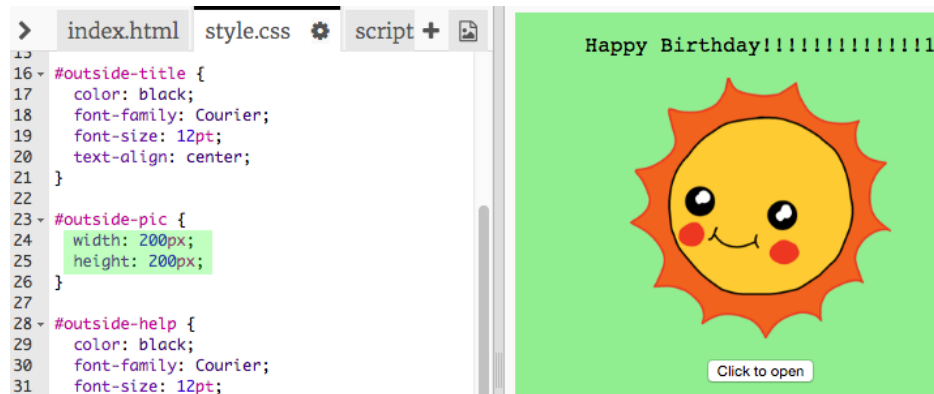 index.html style.css script
15
16 #outside-title {
17 color: black;
18 font-family: Courier;
19 font-size: 12pt;
20 text-align: center;
21 }
22
23 #outside-pic {
24 width: 200px;
25 height: 200px;
26 }
27
28 #outside-help {
29 color: black;
30 font-family: Courier;
31 font-size: 12pt;
Happy Birthday!!!!!!!!!!!!!!1
Click to open